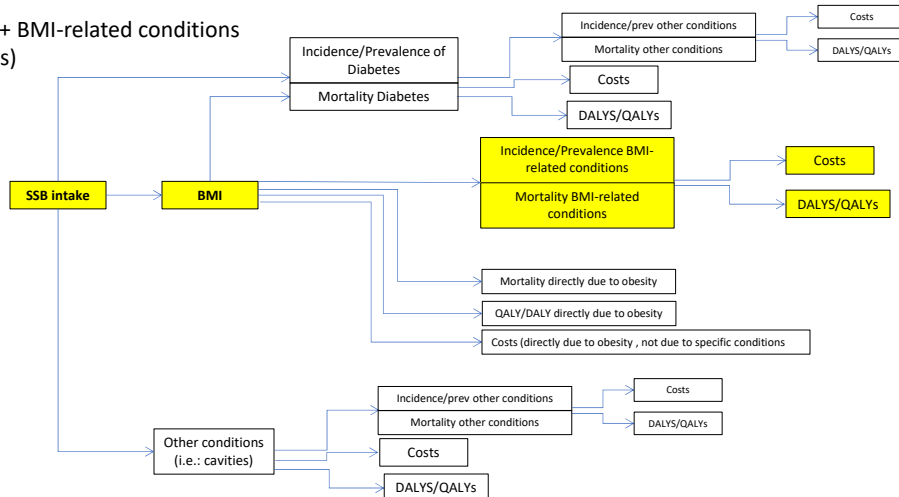 + BMI-related conditions
s)
Incidence/Prevalence of
Diabetes
Mortality Diabetes
Incidence/prev other conditions
Mortality other conditions
Costs
DALYS/QALYs
Costs
DALYS/QALYs
SSB intake
BMI
Incidence/Prevalence BMI-
related conditions
Mortality BMI-related
conditions
Costs
DALYS/QALYs
Mortality directly due to obesity
QALY/DALY directly due to obesity
Costs (directly due to obesity , not due to specific conditions
Other conditions
(i.e.: cavities)
Incidence/prev other conditions
Mortality other conditions
Costs
DALYS/QALYs
Costs
DALYS/QALYs